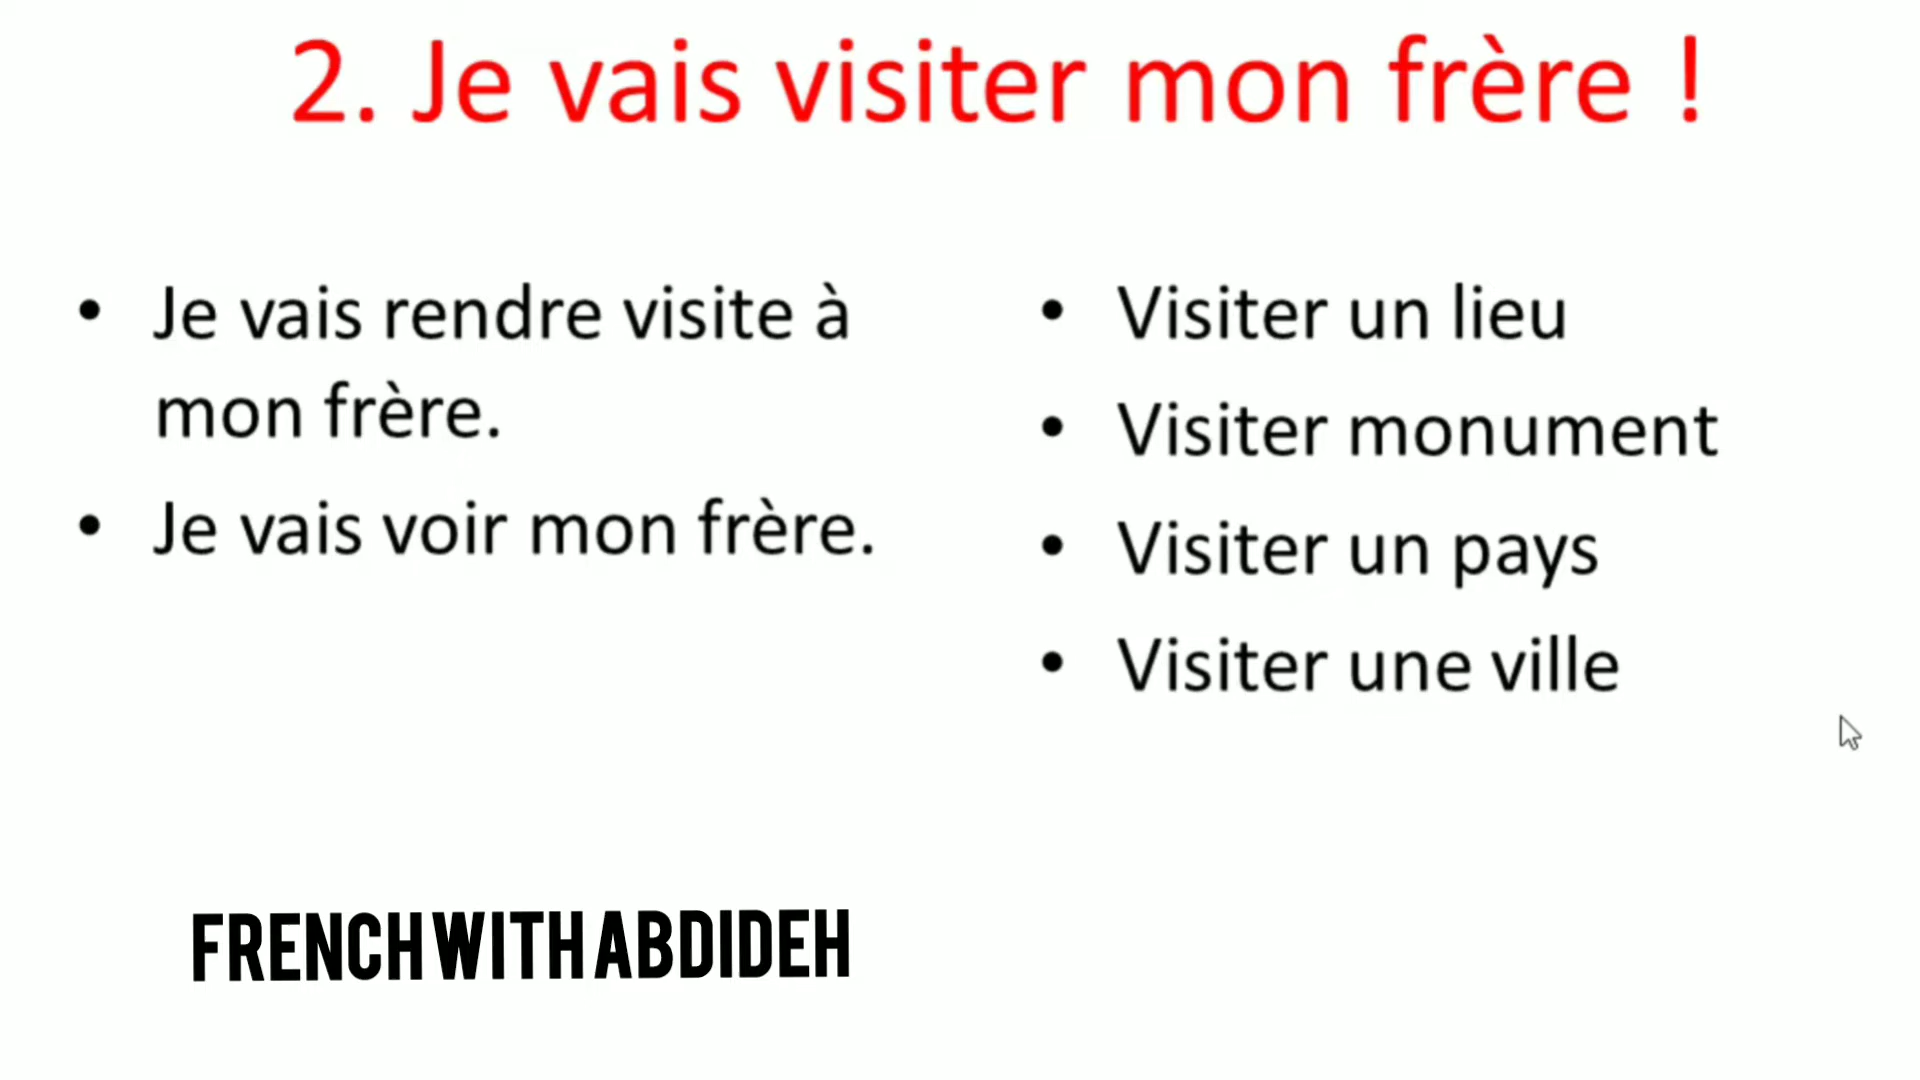 2. Je vais visiter mon frère !
• Je vais rendre visite à
mon frère.
• Je vais voir mon frère.
• Visiter un lieu
• Visiter monument
• Visiter un pays
• Visiter une ville
FRENCH WITH ABDIDEH